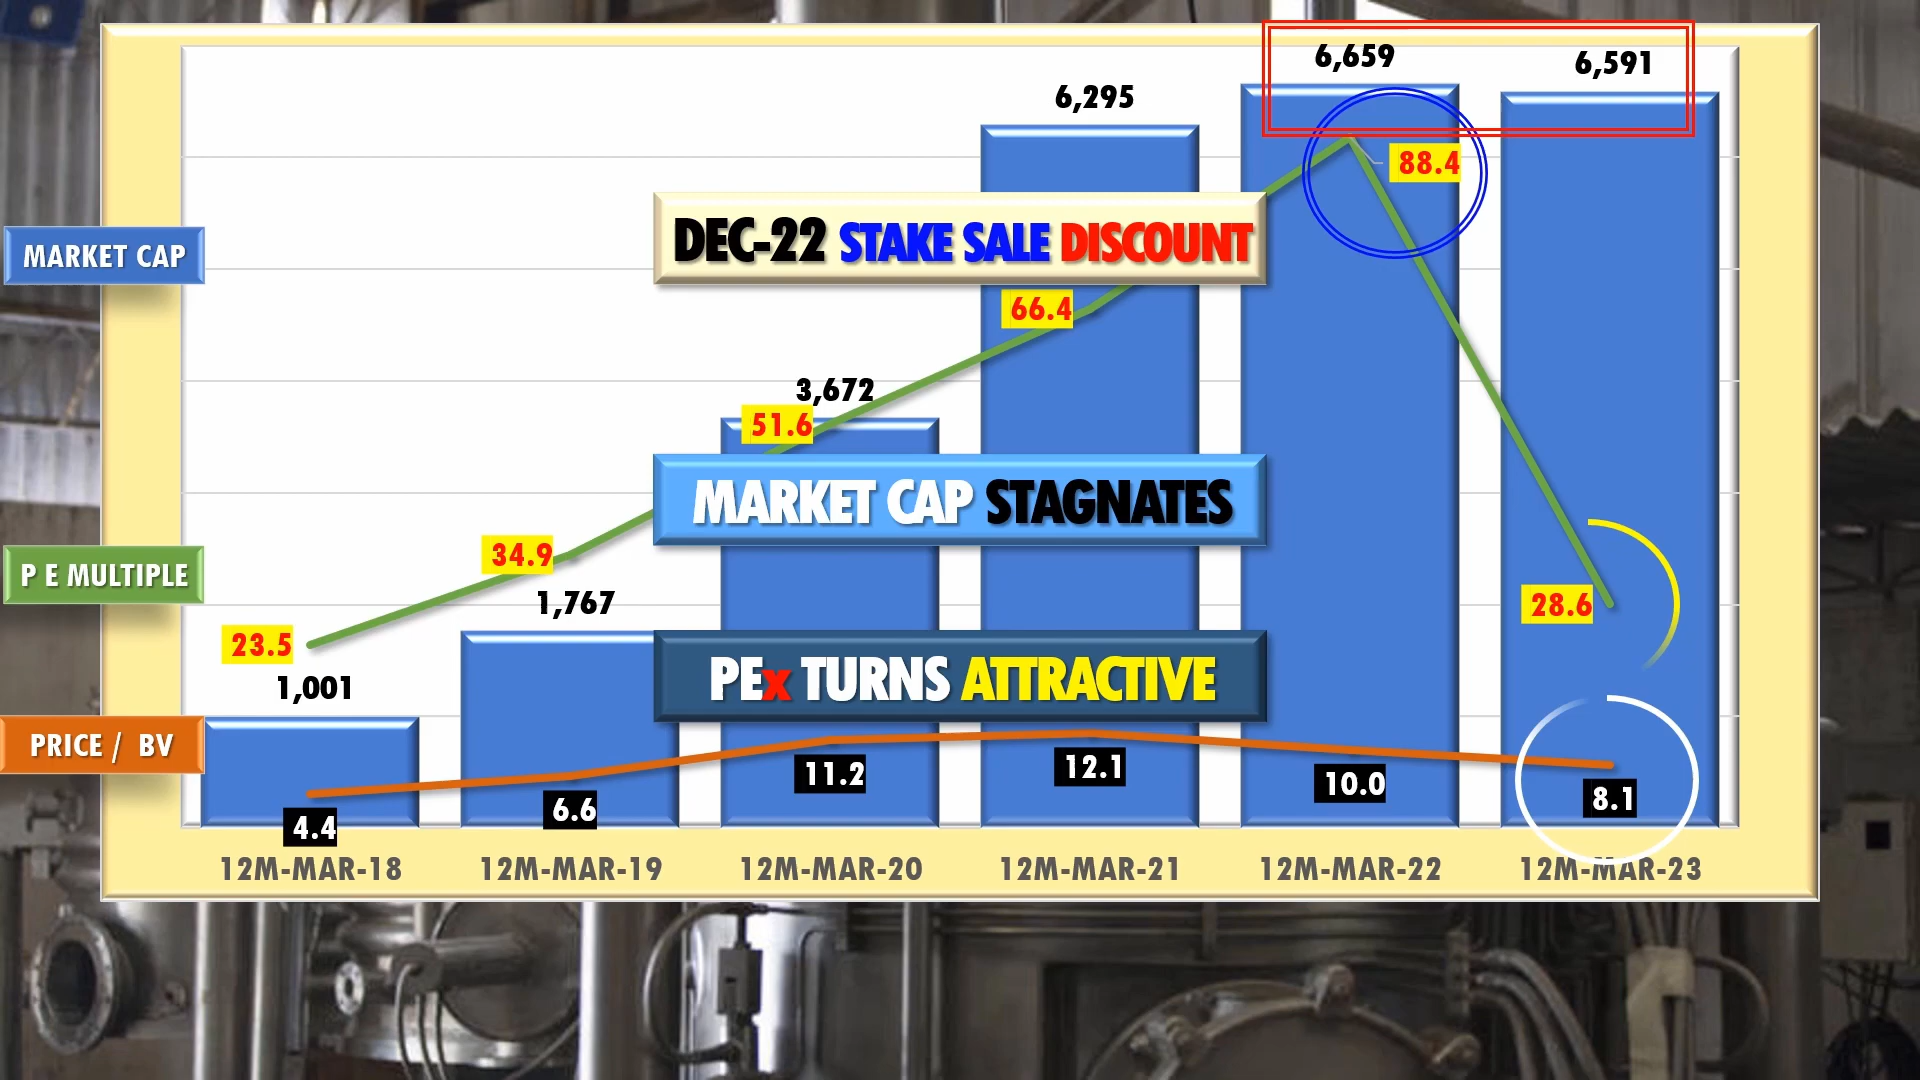 6,659
6,591
6,295
88.4
DEC-22 STAKE SALE DISCOUNT
MARKET CAP
66.4
3,672
51.6
MARKET CAP STAGNATES
34.9
P E MULTIPLE
1,767
28.6
23.5
1,001
PEx TURNS ATTRACTIVE
PRICE / BV
4.4
6.6
11.2
12.1
10.0
8.1
12M-MAR-18
12M-MAR-19
12M-MAR-20
12M-MAR-21
12M-MAR-22
12M-MAR-23